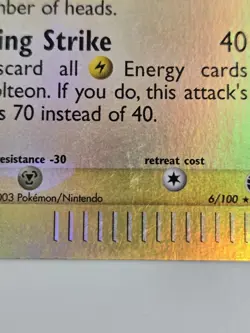 mber of heads.
ing Strike 40
scard all Energy cards
olteon. If you do, this attack's
s 70 instead of 40.
esistance -30 retreat cost
003 Pokémon/Nintendo 6/100 ★